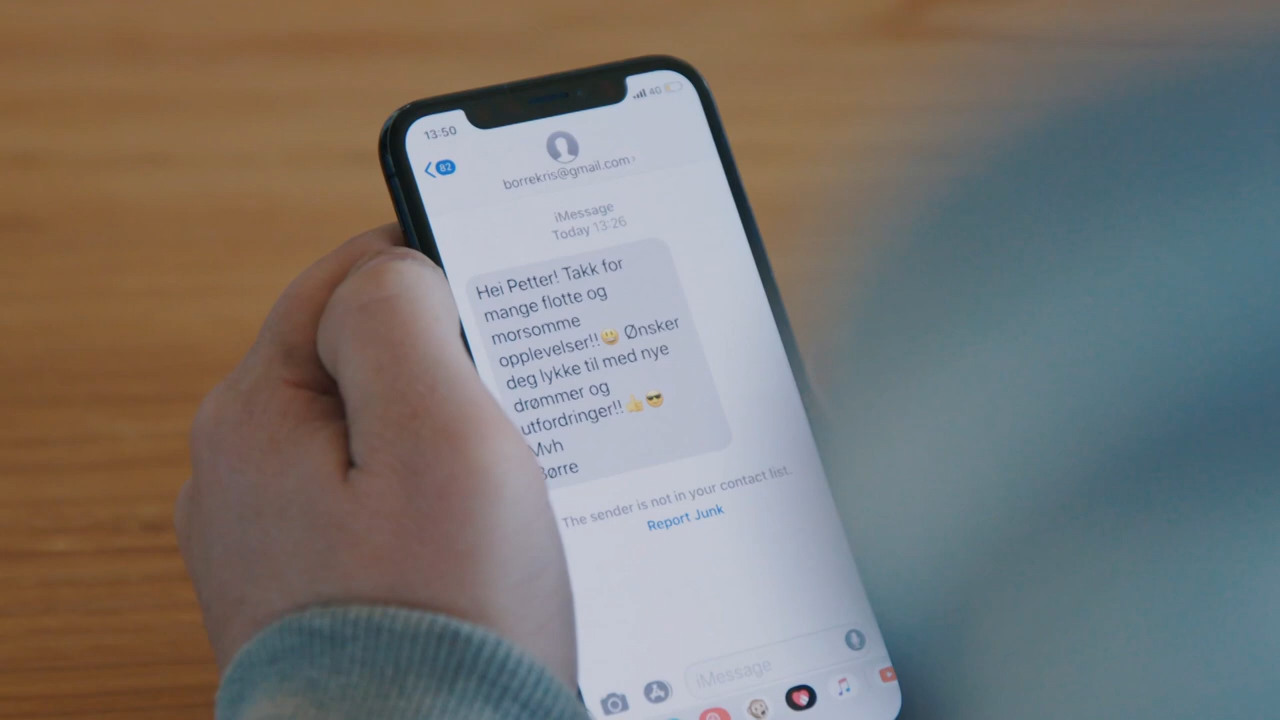 13:50
4G
82
borrekris@gmail.com
iMessage
Today 13:26
Hei Petter! Takk for
mange flotte og
morsomme
opplevelser!!😃 Ønsker
deg lykke til med nye
drømmer og
utfordringer!!👍😎
Mvh
Børre
The sender is not in your contact list.
Report Junk
iMessage